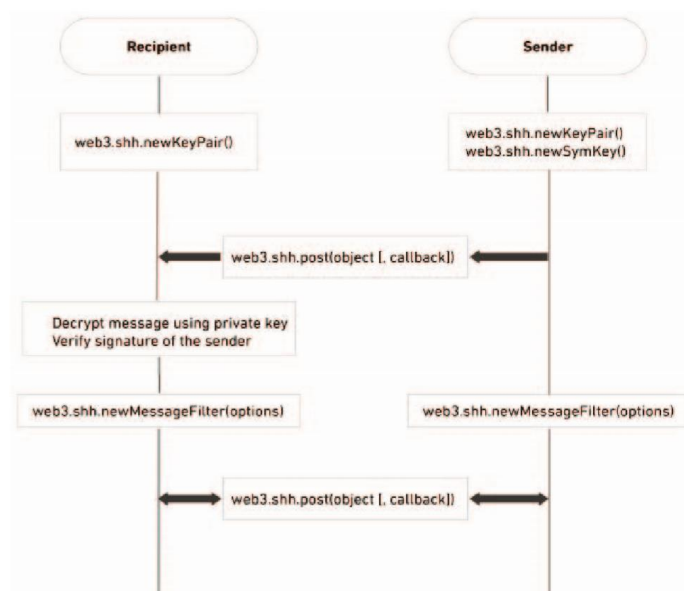 Recipient
Sender
web3.shh.newKeyPair()
web3.shh.newKeyPair()
web3.shh.newSymKey()
web3.shh.post(object [, callback])
Decrypt message using private key
Verify signature of the sender
web3.shh.newMessageFilter(options)
web3.shh.newMessageFilter(options)
web3.shh.post(object [, callback])